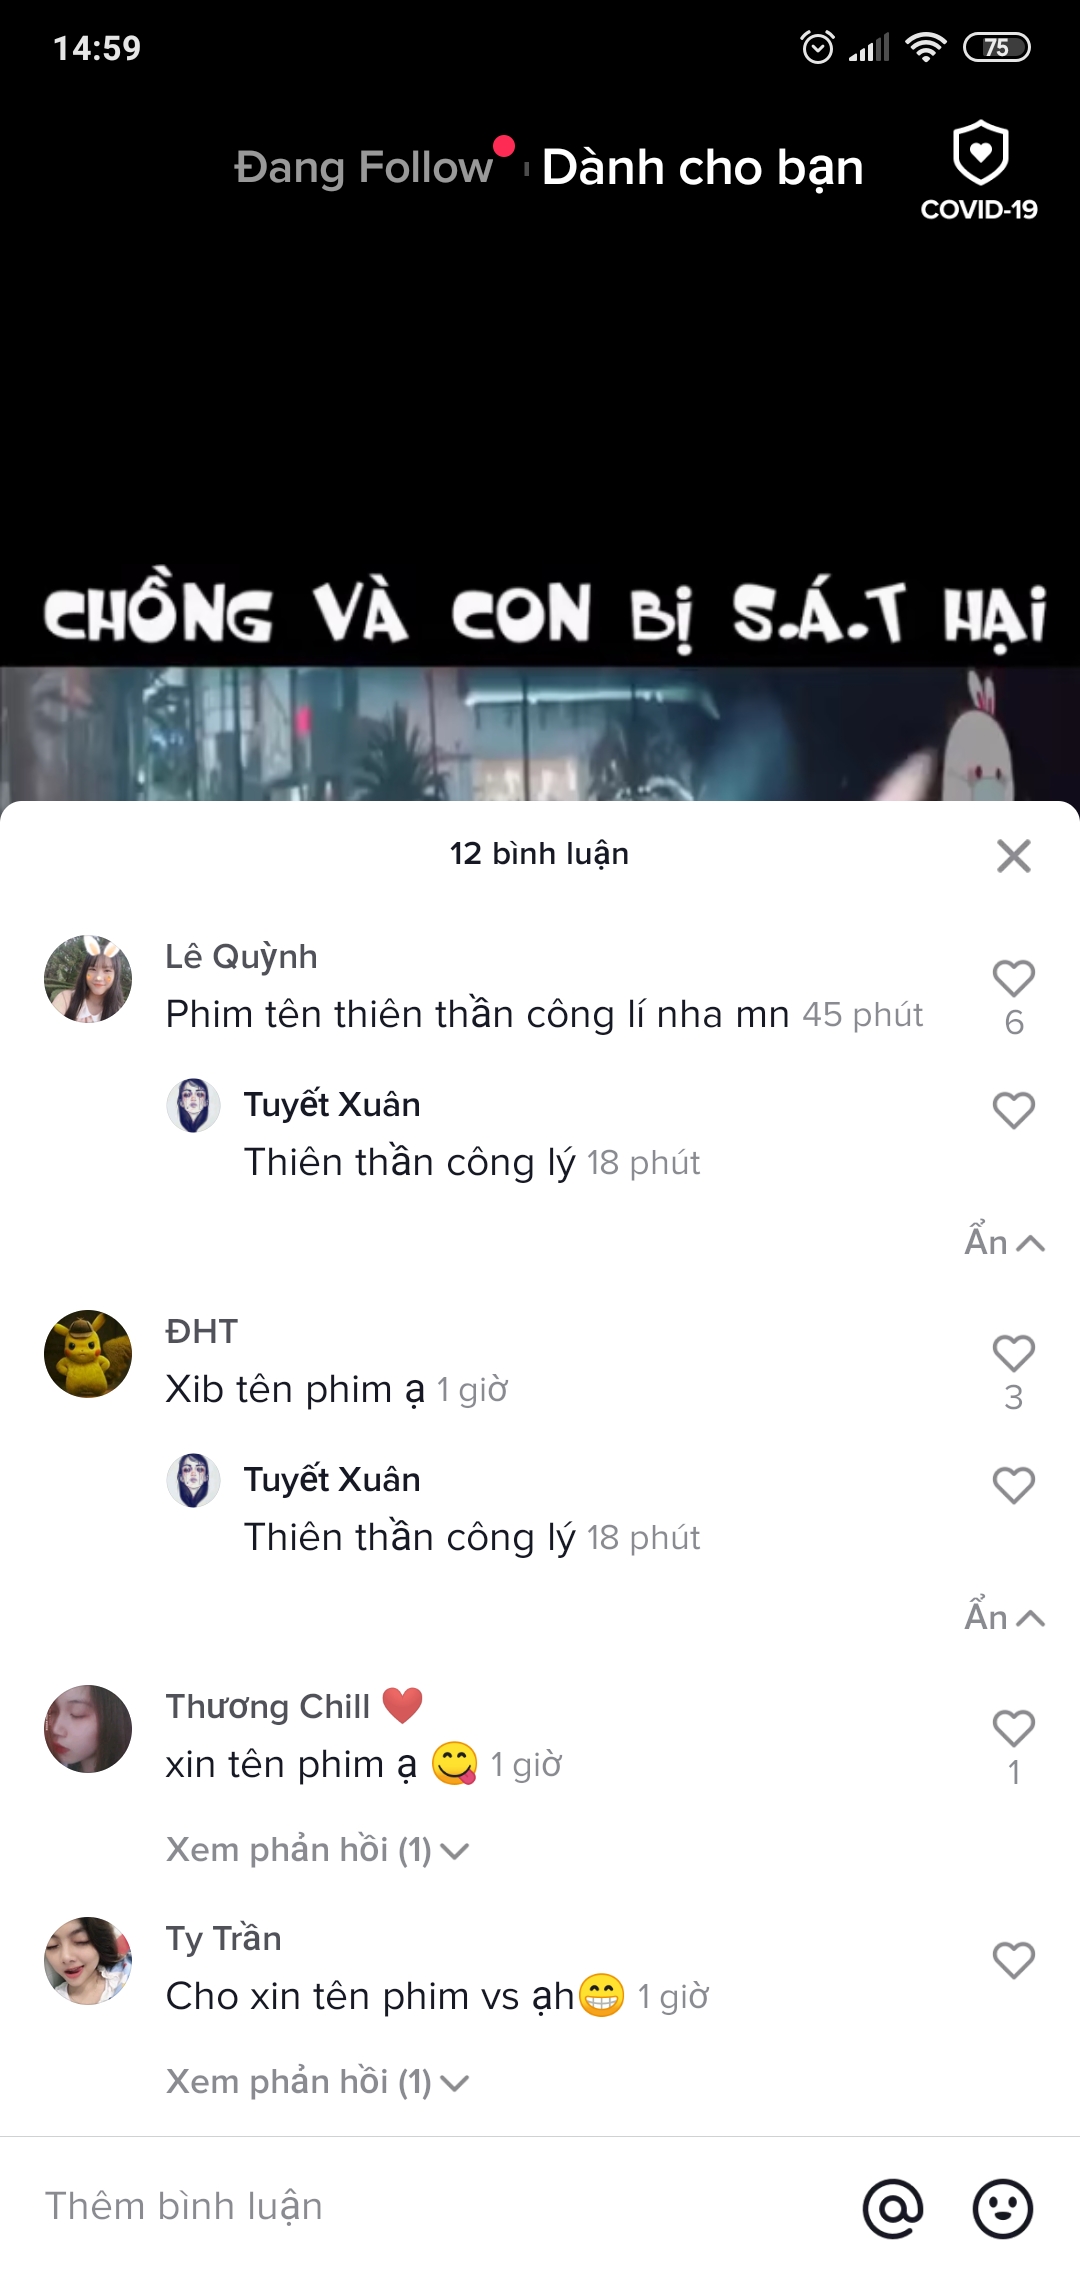 14:59
75
Đang Follow
Dành cho bạn
COVID-19
CHỒNG VÀ CON BỊ S.Á.T HẠI
12 bình luận
Lê Quỳnh
Phim tên thiên thần công lí nha mn 45 phút
6
Tuyết Xuân
Thiên thần công lý 18 phút
Ẩn
ĐHT
Xib tên phim ạ 1 giờ
3
Tuyết Xuân
Thiên thần công lý 18 phút
Ẩn
Thương Chill ❤️
xin tên phim ạ 😋 1 giờ
1
Xem phản hồi (1)
Ty Trần
Cho xin tên phim vs ạh😁 1 giờ
Xem phản hồi (1)
Thêm bình luận